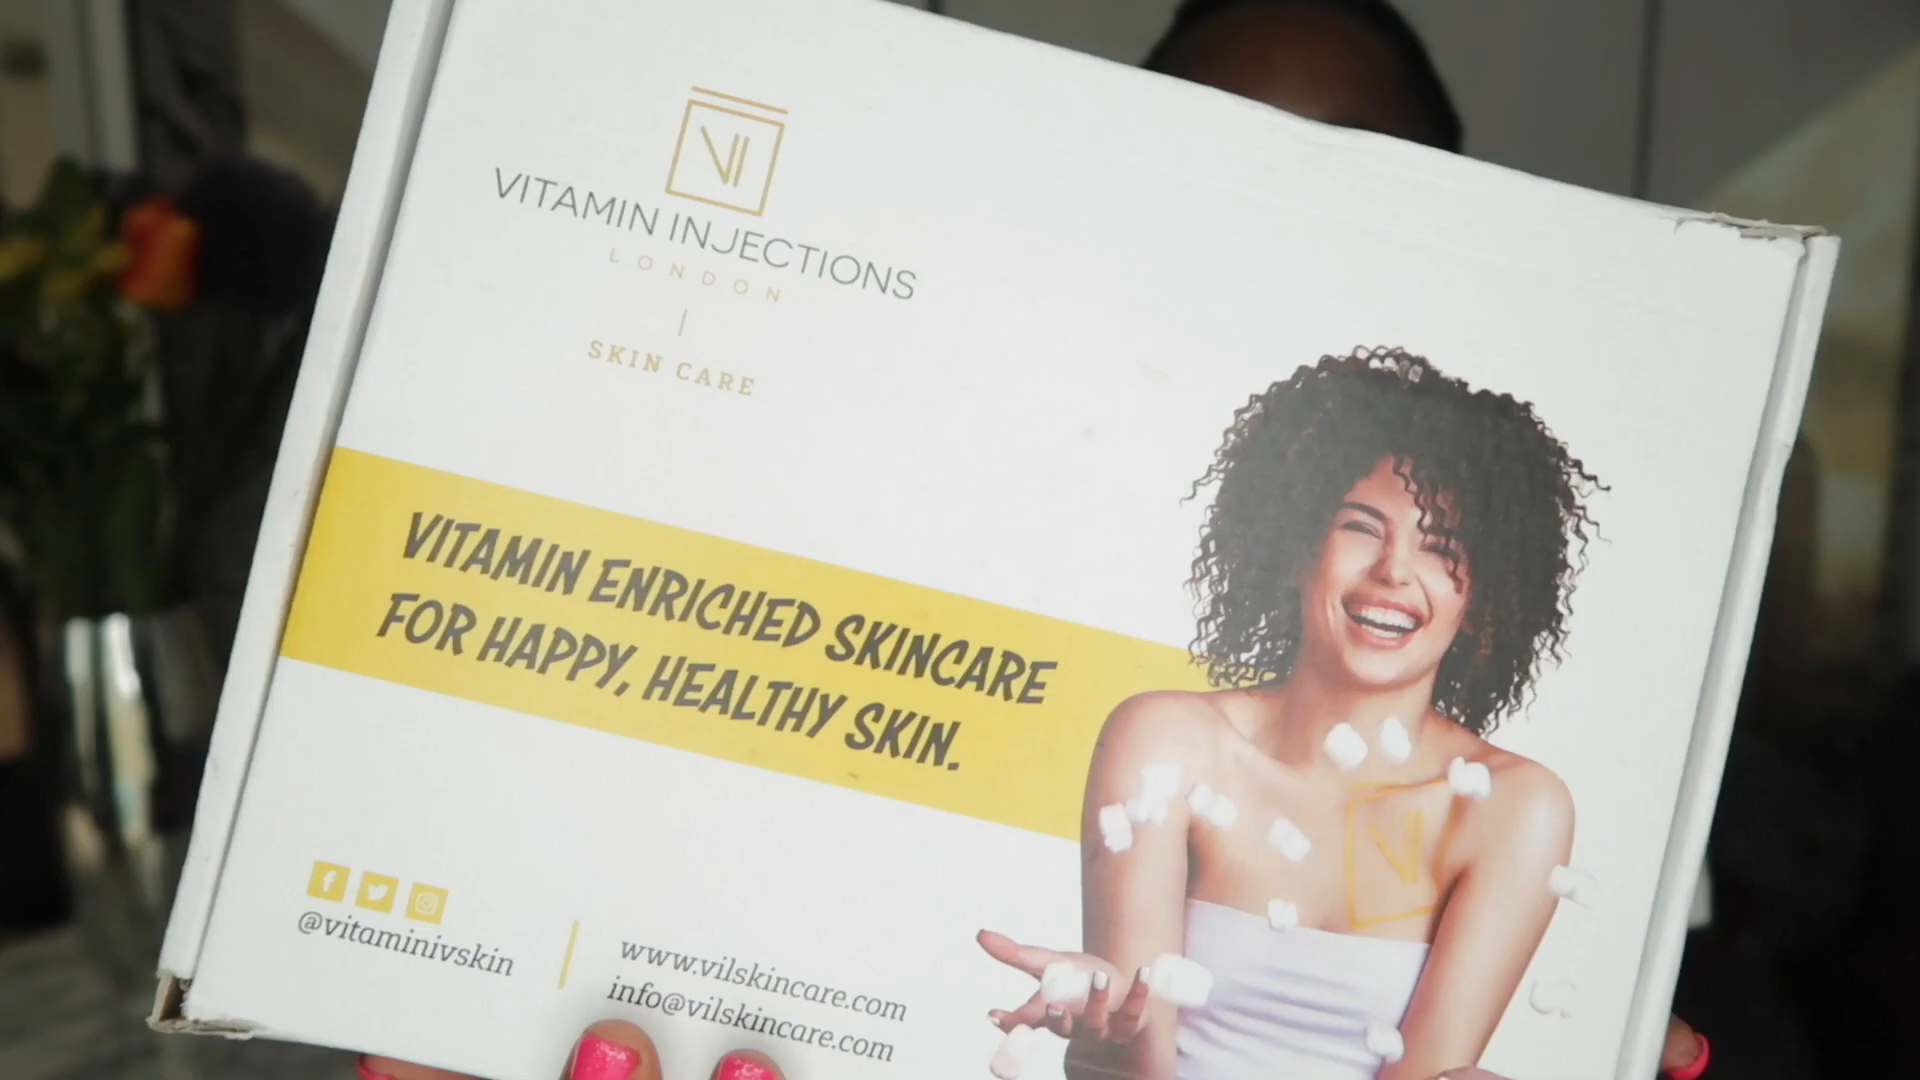 VI
VITAMIN INJECTIONS
LONDON
SKIN CARE
VITAMIN ENRICHED SKINCARE
FOR HAPPY, HEALTHY SKIN.
@vitaminivskin
www.vilskincare.com
info@vilskincare.com
VI